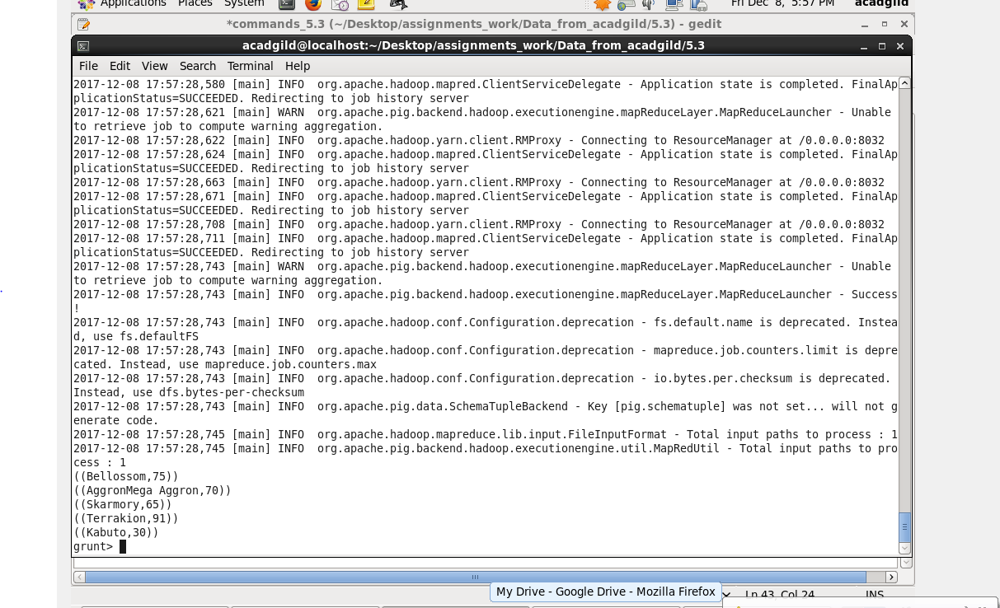 Applications Places System Fri Dec 8, 5:57 PM acadgild
*commands_5.3 (~/Desktop/assignments_work/Data_from_acadgild/5.3) - gedit
acadgild@localhost:~/Desktop/assignments_work/Data_from_acadgild/5.3
File Edit View Search Terminal Help
2017-12-08 17:57:28,580 [main] INFO  org.apache.hadoop.mapred.ClientServiceDelegate - Application state is completed. FinalAp
plicationStatus=SUCCEEDED. Redirecting to job history server
2017-12-08 17:57:28,621 [main] WARN  org.apache.pig.backend.hadoop.executionengine.mapReduceLayer.MapReduceLauncher - Unable
to retrieve job to compute warning aggregation.
2017-12-08 17:57:28,622 [main] INFO  org.apache.hadoop.yarn.client.RMProxy - Connecting to ResourceManager at /0.0.0.0:8032
2017-12-08 17:57:28,624 [main] INFO  org.apache.hadoop.mapred.ClientServiceDelegate - Application state is completed. FinalAp
plicationStatus=SUCCEEDED. Redirecting to job history server
2017-12-08 17:57:28,663 [main] INFO  org.apache.hadoop.yarn.client.RMProxy - Connecting to ResourceManager at /0.0.0.0:8032
2017-12-08 17:57:28,671 [main] INFO  org.apache.hadoop.mapred.ClientServiceDelegate - Application state is completed. FinalAp
plicationStatus=SUCCEEDED. Redirecting to job history server
2017-12-08 17:57:28,708 [main] INFO  org.apache.hadoop.yarn.client.RMProxy - Connecting to ResourceManager at /0.0.0.0:8032
2017-12-08 17:57:28,711 [main] INFO  org.apache.hadoop.mapred.ClientServiceDelegate - Application state is completed. FinalAp
plicationStatus=SUCCEEDED. Redirecting to job history server
2017-12-08 17:57:28,743 [main] WARN  org.apache.pig.backend.hadoop.executionengine.mapReduceLayer.MapReduceLauncher - Unable
to retrieve job to compute warning aggregation.
2017-12-08 17:57:28,743 [main] INFO  org.apache.pig.backend.hadoop.executionengine.mapReduceLayer.MapReduceLauncher - Success
!
2017-12-08 17:57:28,743 [main] INFO  org.apache.hadoop.conf.Configuration.deprecation - fs.default.name is deprecated. Instea
d, use fs.defaultFS
2017-12-08 17:57:28,743 [main] INFO  org.apache.hadoop.conf.Configuration.deprecation - mapreduce.job.counters.limit is depre
cated. Instead, use mapreduce.job.counters.max
2017-12-08 17:57:28,743 [main] INFO  org.apache.hadoop.conf.Configuration.deprecation - io.bytes.per.checksum is deprecated.
Instead, use dfs.bytes-per-checksum
2017-12-08 17:57:28,743 [main] INFO  org.apache.pig.data.SchemaTupleBackend - Key [pig.schematuple] was not set... will not g
enerate code.
2017-12-08 17:57:28,745 [main] INFO  org.apache.hadoop.mapreduce.lib.input.FileInputFormat - Total input paths to process : 1
2017-12-08 17:57:28,745 [main] INFO  org.apache.pig.backend.hadoop.executionengine.util.MapRedUtil - Total input paths to pro
cess : 1
((Bellossom,75))
((AggronMega Aggron,70))
((Skarmory,65))
((Terrakion,91))
((Kabuto,30))
grunt>
My Drive - Google Drive - Mozilla Firefox
Ln 43, Col 24 INS